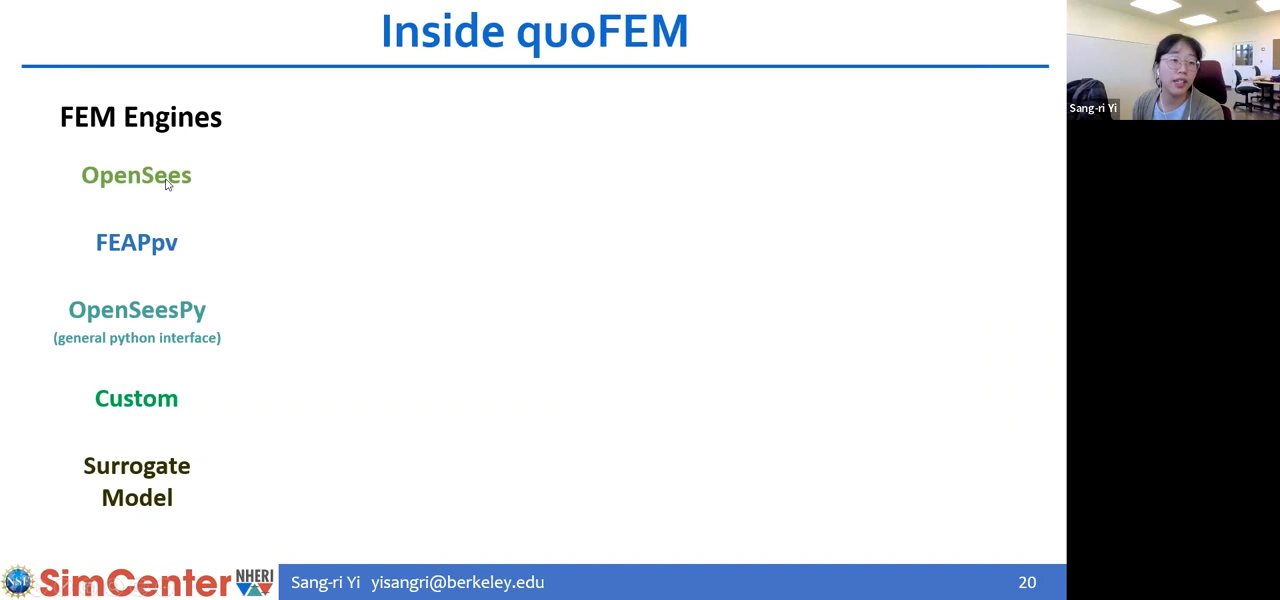 Inside quoFEM
FEM Engines
OpenSees
FEAPpv
OpenSeesPy
(general python interface)
Custom
Surrogate
Model
Sang-ri Yi
NSF
SimCenter
NHERI
Sang-ri Yi yisangri@berkeley.edu
20